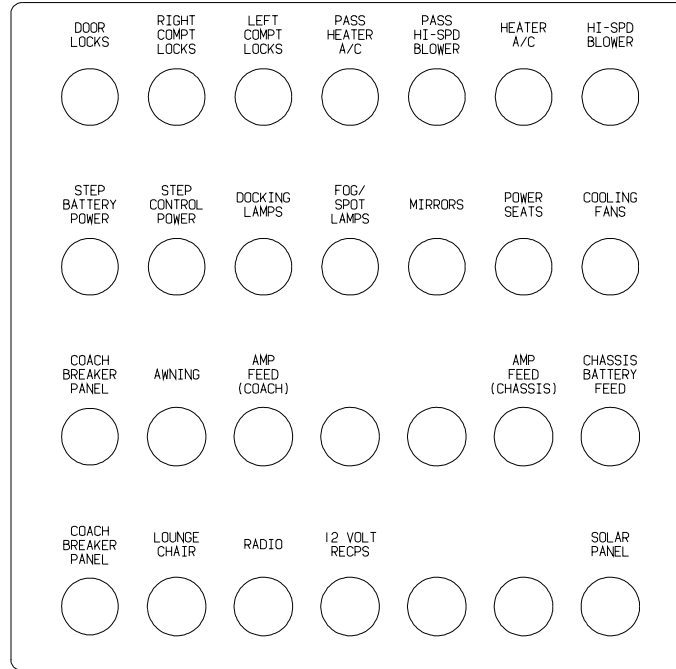 DOOR
LOCKS
RIGHT
COMPT
LOCKS
LEFT
COMPT
LOCKS
PASS
HEATER
A/C
PASS
HI-SPD
BLOWER
HEATER
A/C
HI-SPD
BLOWER
STEP
BATTERY
POWER
STEP
CONTROL
POWER
DOCKING
LAMPS
FOG/
SPOT
LAMPS
MIRRORS
POWER
SEATS
COOLING
FANS
COACH
BREAKER
PANEL
AWNING
AMP
FEED
(COACH)
AMP
FEED
(CHASSIS)
CHASSIS
BATTERY
FEED
COACH
BREAKER
PANEL
LOUNGE
CHAIR
RADIO
12 VOLT
RECPS
SOLAR
PANEL